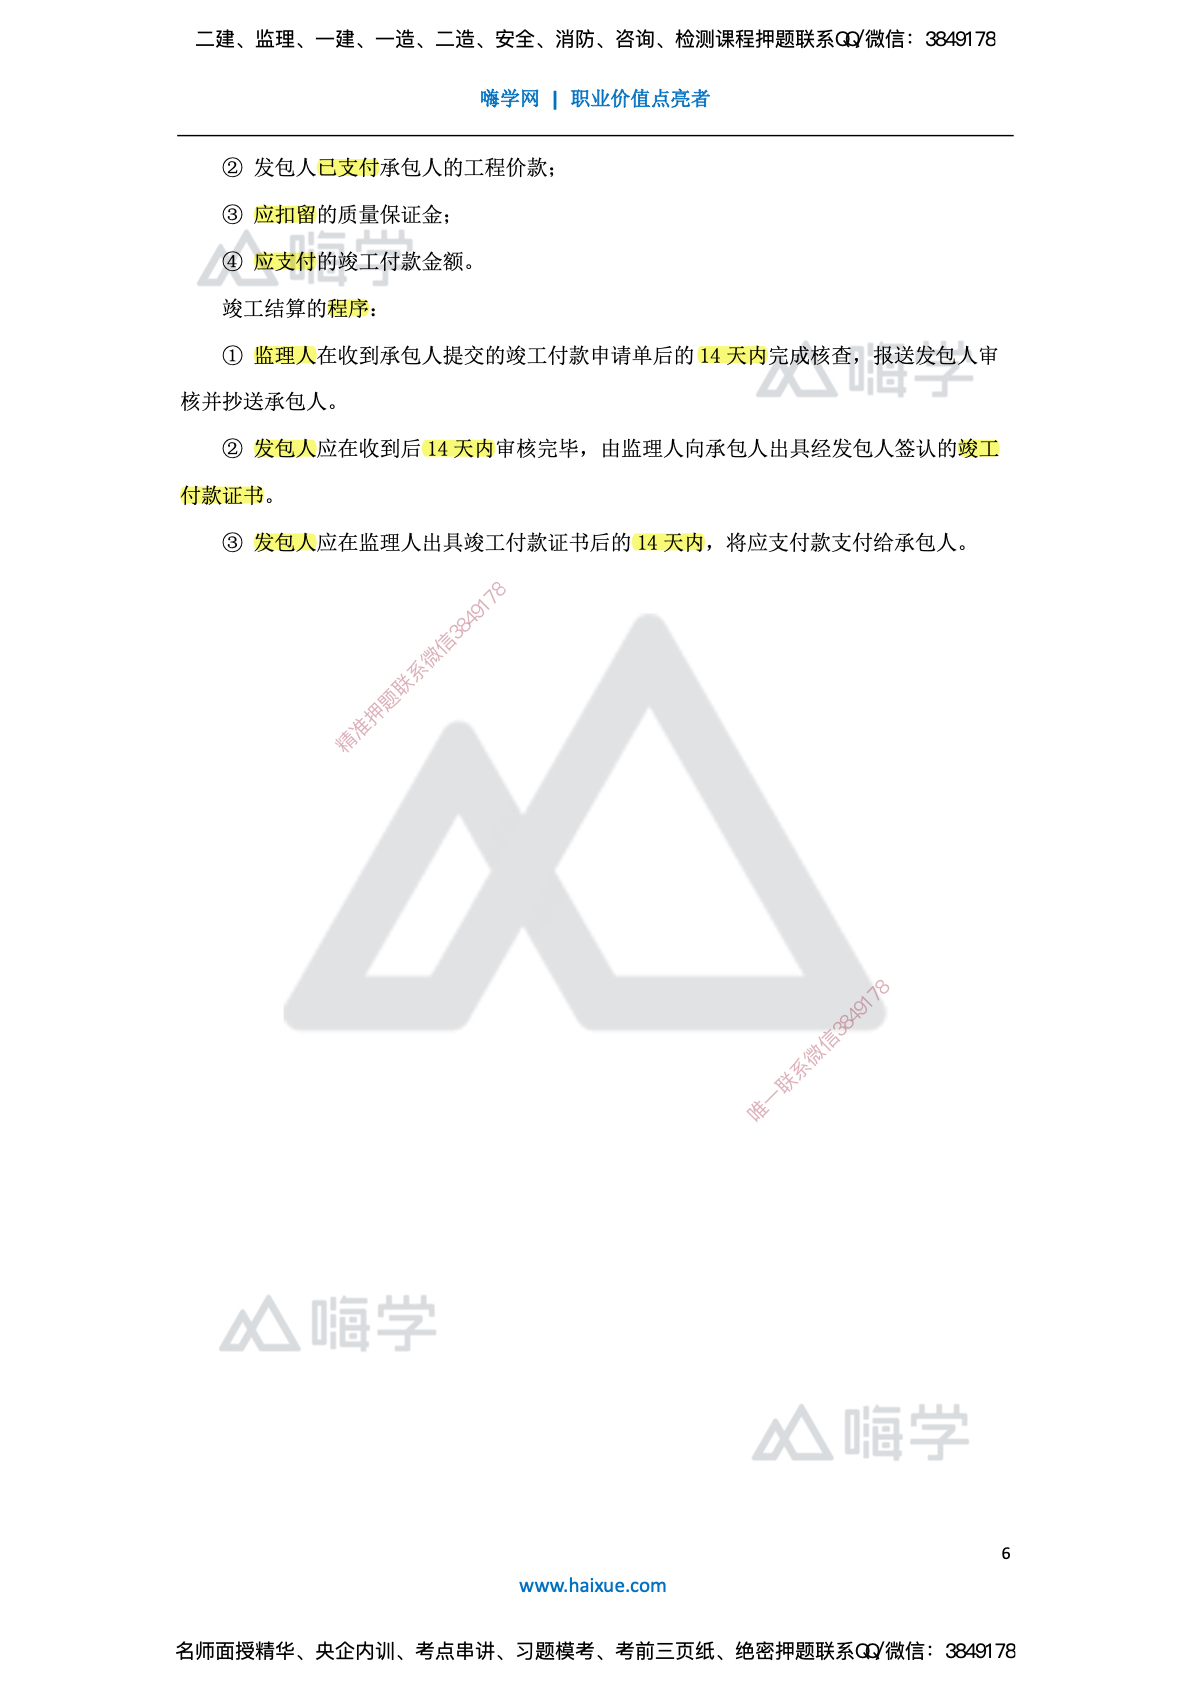 二建、监理、一建、一造、二造、安全、消防、咨询、检测课程押题联系QQ/微信：3849178
嗨学网 | 职业价值点亮者
② 发包人已支付承包人的工程价款；
③ 应扣留的质量保证金；
嗨学
④ 应支付的竣工付款金额。
竣工结算的程序：
① 监理人在收到承包人提交的竣工付款申请单后的 14 天内完成核查，报送发包人审
嗨学
核并抄送承包人。
② 发包人应在收到后 14 天内审核完毕，由监理人向承包人出具经发包人签认的竣工
付款证书。
③ 发包人应在监理人出具竣工付款证书后的 14 天内，将应支付款支付给承包人。
精准押题联系微信3849178
唯一联系微信3849178
嗨学
嗨学
6
www.haixue.com
名师面授精华、央企内训、考点串讲、习题模考、考前三页纸、绝密押题联系QQ/微信：3849178